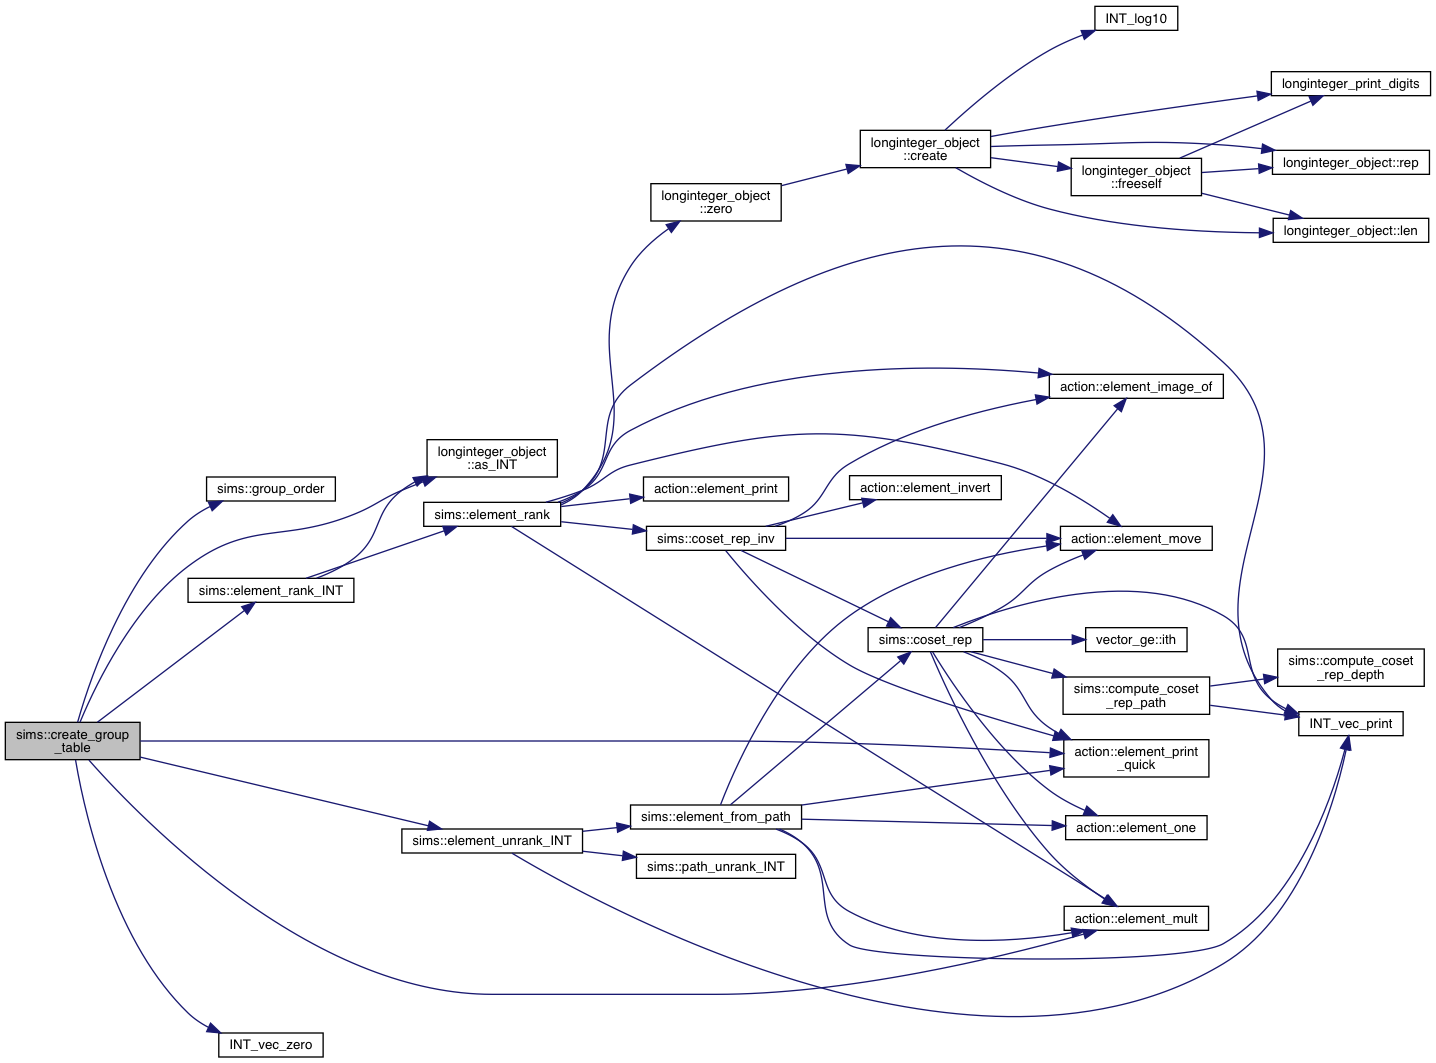 INT_log10
longinteger_print_digits
longinteger_object
::create
longinteger_object::rep
longinteger_object
::freeself
longinteger_object
::zero
longinteger_object::len
action::element_image_of
longinteger_object
::as_INT
sims::group_order
action::element_print
action::element_invert
sims::element_rank
sims::coset_rep_inv
action::element_move
sims::element_rank_INT
sims::coset_rep
vector_ge::ith
sims::compute_coset
_rep_depth
sims::compute_coset
_rep_path
INT_vec_print
sims::create_group
_table
action::element_print
_quick
sims::element_from_path
action::element_one
sims::element_unrank_INT
sims::path_unrank_INT
action::element_mult
INT_vec_zero